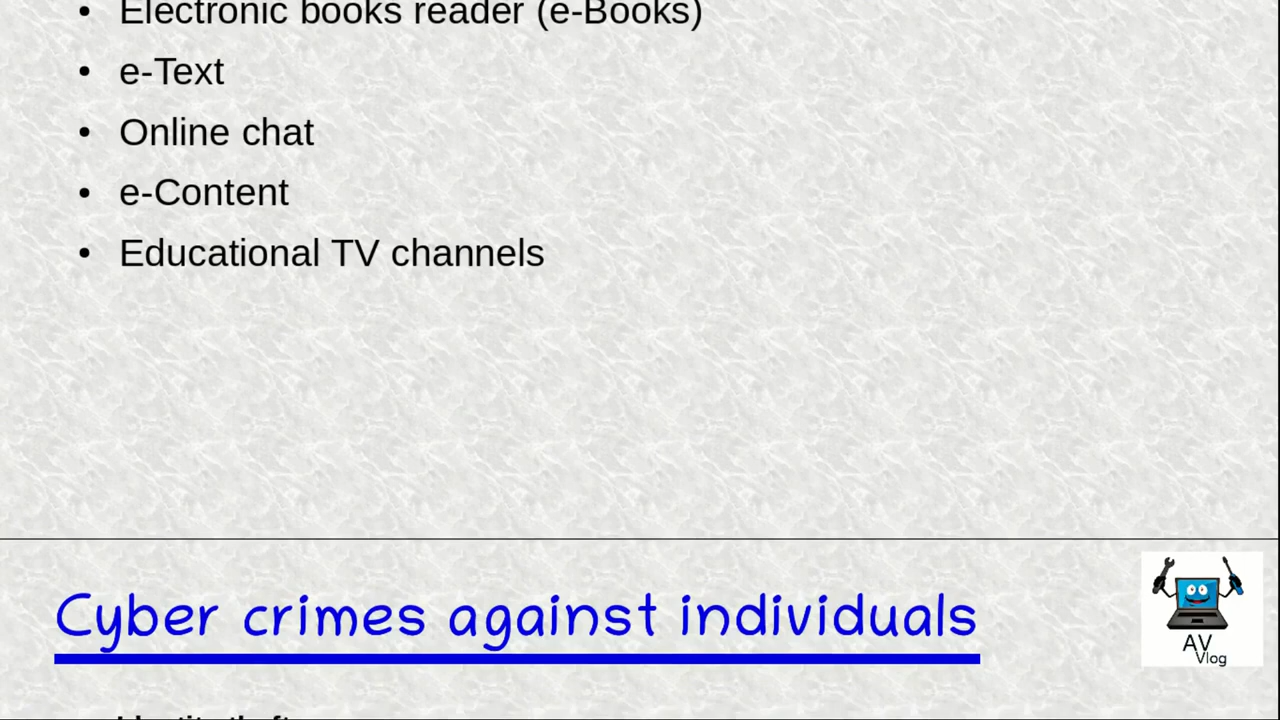 • Electronic books reader (e-Books)
• e-Text
• Online chat
• e-Content
• Educational TV channels
Cyber crimes against individuals
AV
Vlog